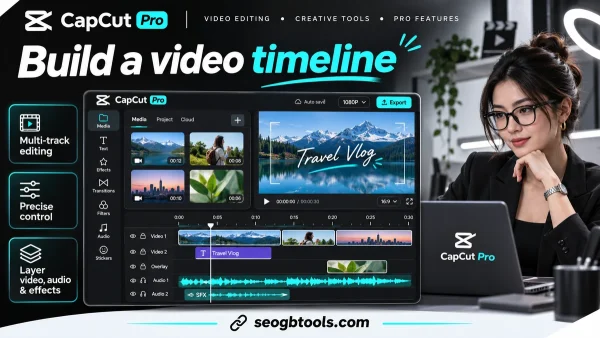 CapCut Pro
VIDEO EDITING • CREATIVE TOOLS • PRO FEATURES
Build a video timeline
Multi-track
editing
Precise
control
Layer
video, audio
& effects
CapCut Pro
Auto save
1080P
Export
Media
Text
Effects
Transitions
Filters
Audio
Stickers
Media Project Cloud +
00:12
00:08
00:10
00:06
Travel Vlog
00:00:00 / 00:00:30
16:9
0:00 0:05 0:10 0:15 0:20 0:25 0:30
Video 1
Video 2
T Travel Vlog
Overlay
Audio 1
Audio 2
SFX
CapCut Pro
seogbtools.com